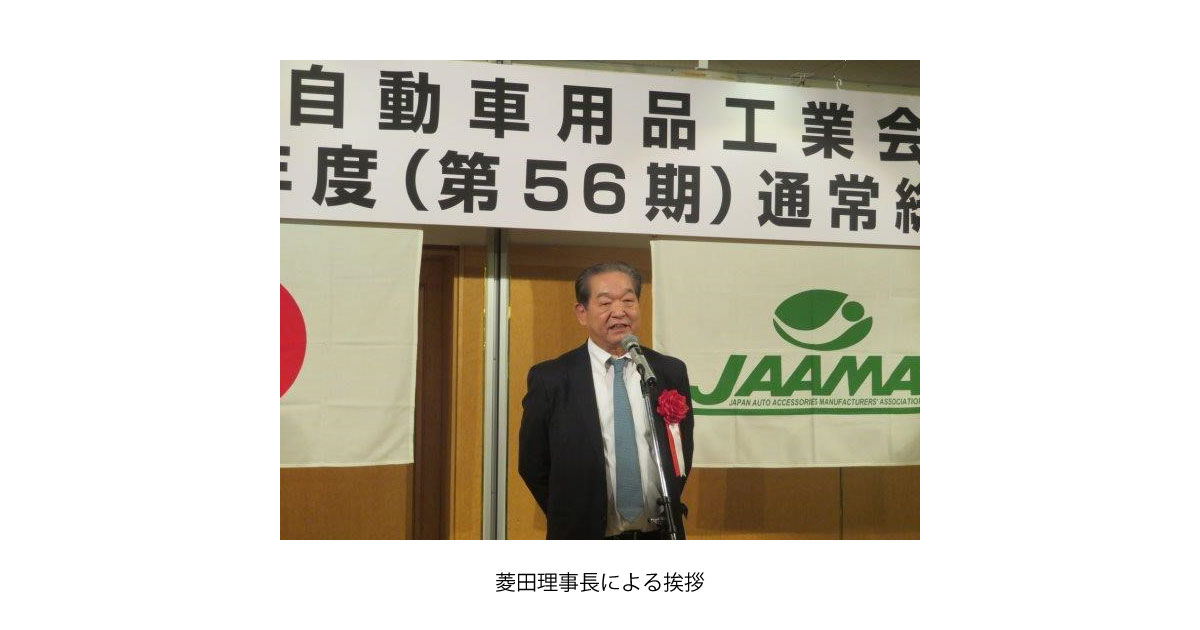 自動車用品工業会
年度(第56期)通常総
JAAMA
JAPAN AUTO ACCESSORIES MANUFACTURERS' ASSOCIATION
菱田理事長による挨拶